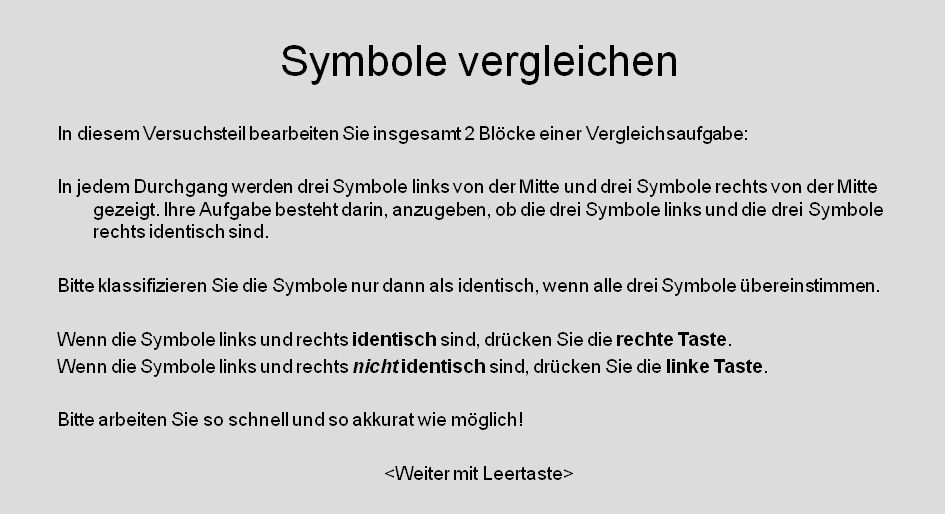 Symbole vergleichen
In diesem Versuchsteil bearbeiten Sie insgesamt 2 Blöcke einer Vergleichsaufgabe:
In jedem Durchgang werden drei Symbole links von der Mitte und drei Symbole rechts von der Mitte
gezeigt. Ihre Aufgabe besteht darin, anzugeben, ob die drei Symbole links und die drei Symbole
rechts identisch sind.
Bitte klassifizieren Sie die Symbole nur dann als identisch, wenn alle drei Symbole übereinstimmen.
Wenn die Symbole links und rechts identisch sind, drücken Sie die rechte Taste.
Wenn die Symbole links und rechts nicht identisch sind, drücken Sie die linke Taste.
Bitte arbeiten Sie so schnell und so akkurat wie möglich!
<Weiter mit Leertaste>